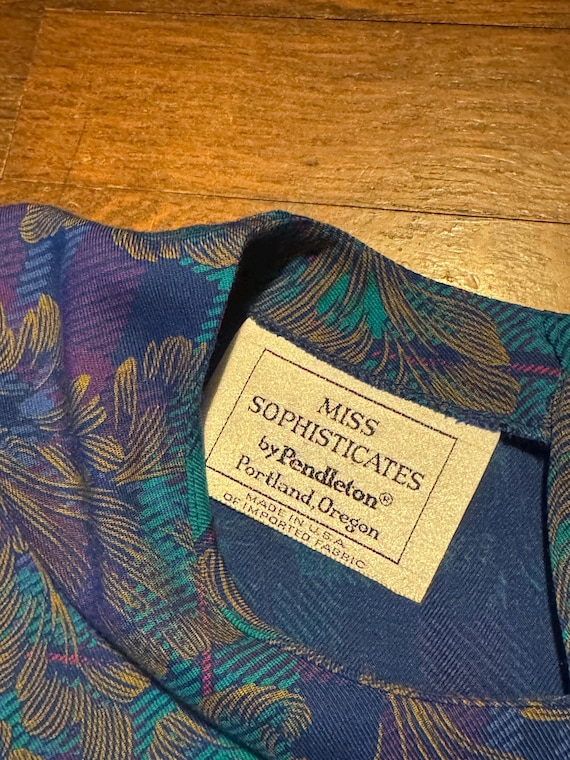 MISS
SOPHISTICATES
by Pendleton®
Portland, Oregon
MADE IN U.S.A.
OF IMPORTED FABRIC